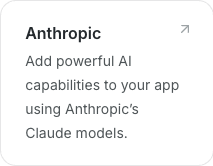 Anthropic
Add powerful AI
capabilities to your app
using Anthropic’s
Claude models.